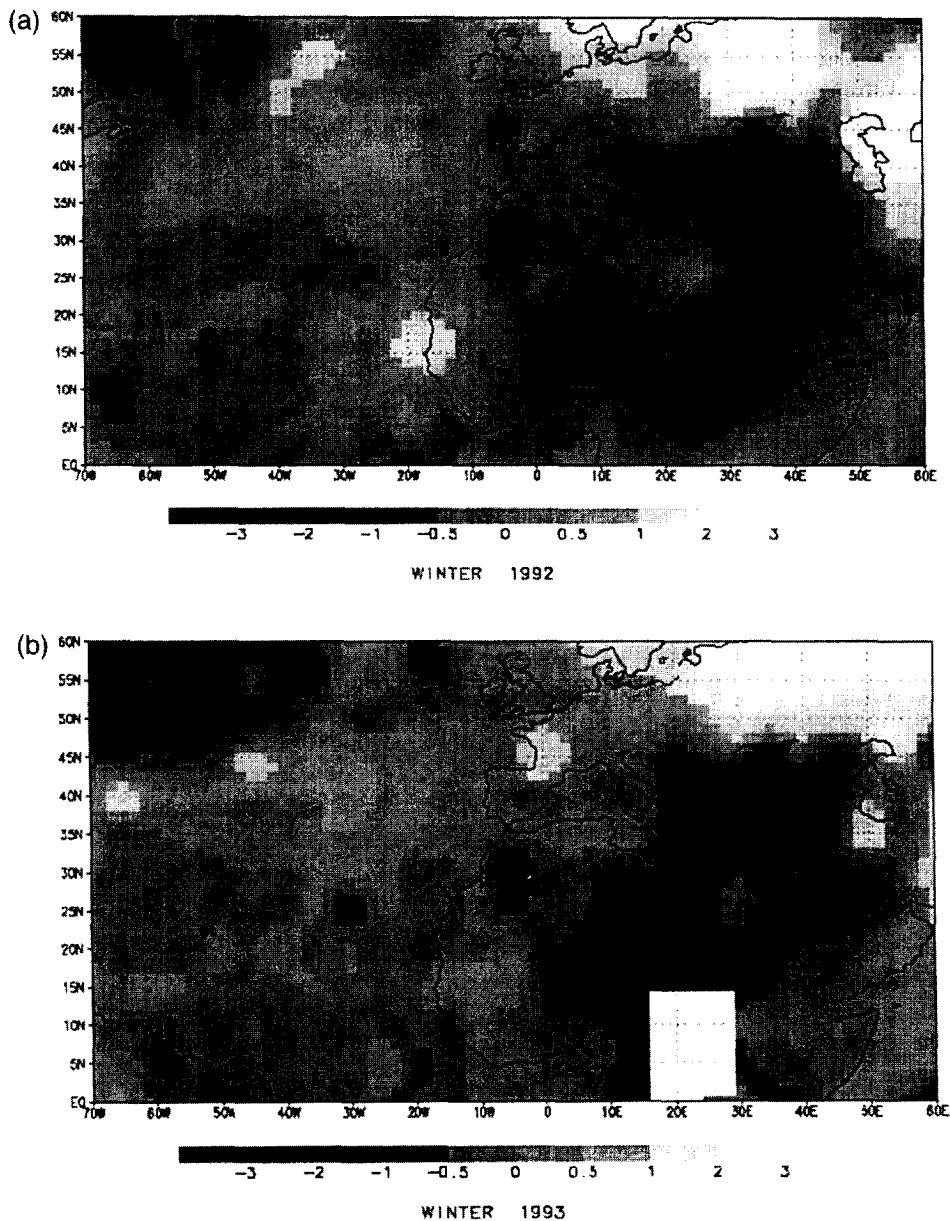 (a)
60N
55N
50N
45N
40N
35N
30N
25N
20N
15N
10N
5N
EQ
70W 60W 50W 40W 30W 20W 10W 0 10E 20E 30E 40E 50E 60E
-3 -2 -1 -0.5 0 0.5 1 2 3
WINTER 1992
(b)
60N
55N
50N
45N
40N
35N
30N
25N
20N
15N
10N
5N
EQ
70W 60W 50W 40W 30W 20W 10W 0 10E 20E 30E 40E 50E 60E
-3 -2 -1 -0.5 0 0.5 1 2 3
WINTER 1993